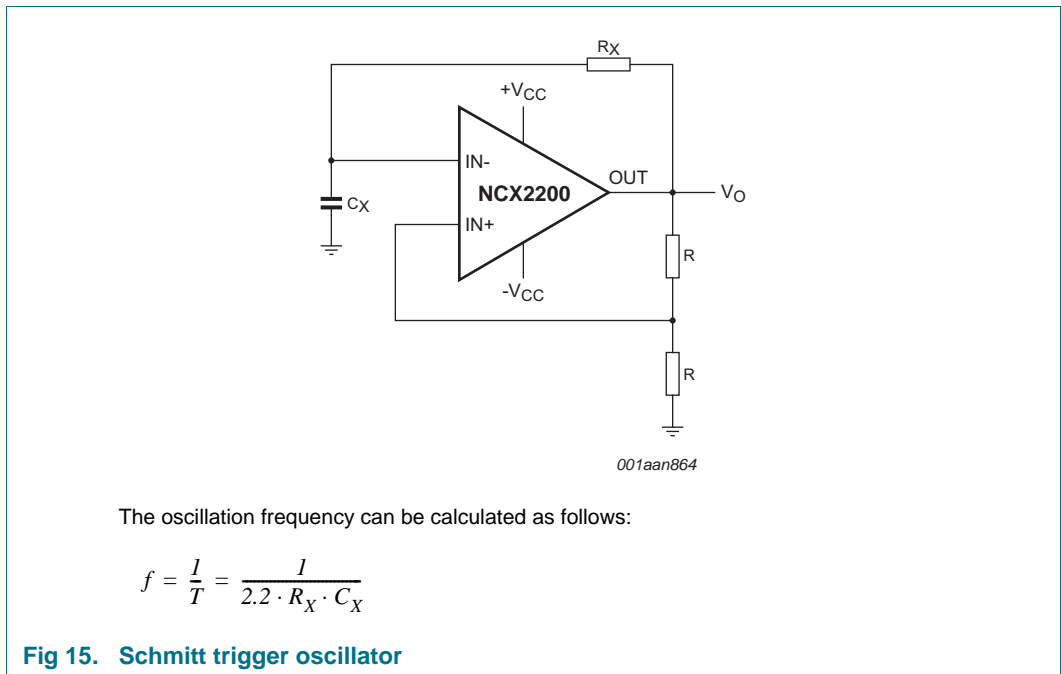 RX
+VCC
IN-
OUT
NCX2200
VO
CX
IN+
R
-VCC
R
001aan864
The oscillation frequency can be calculated as follows:
f = 1/T = 1/(2.2 · RX · CX)
Fig 15. Schmitt trigger oscillator